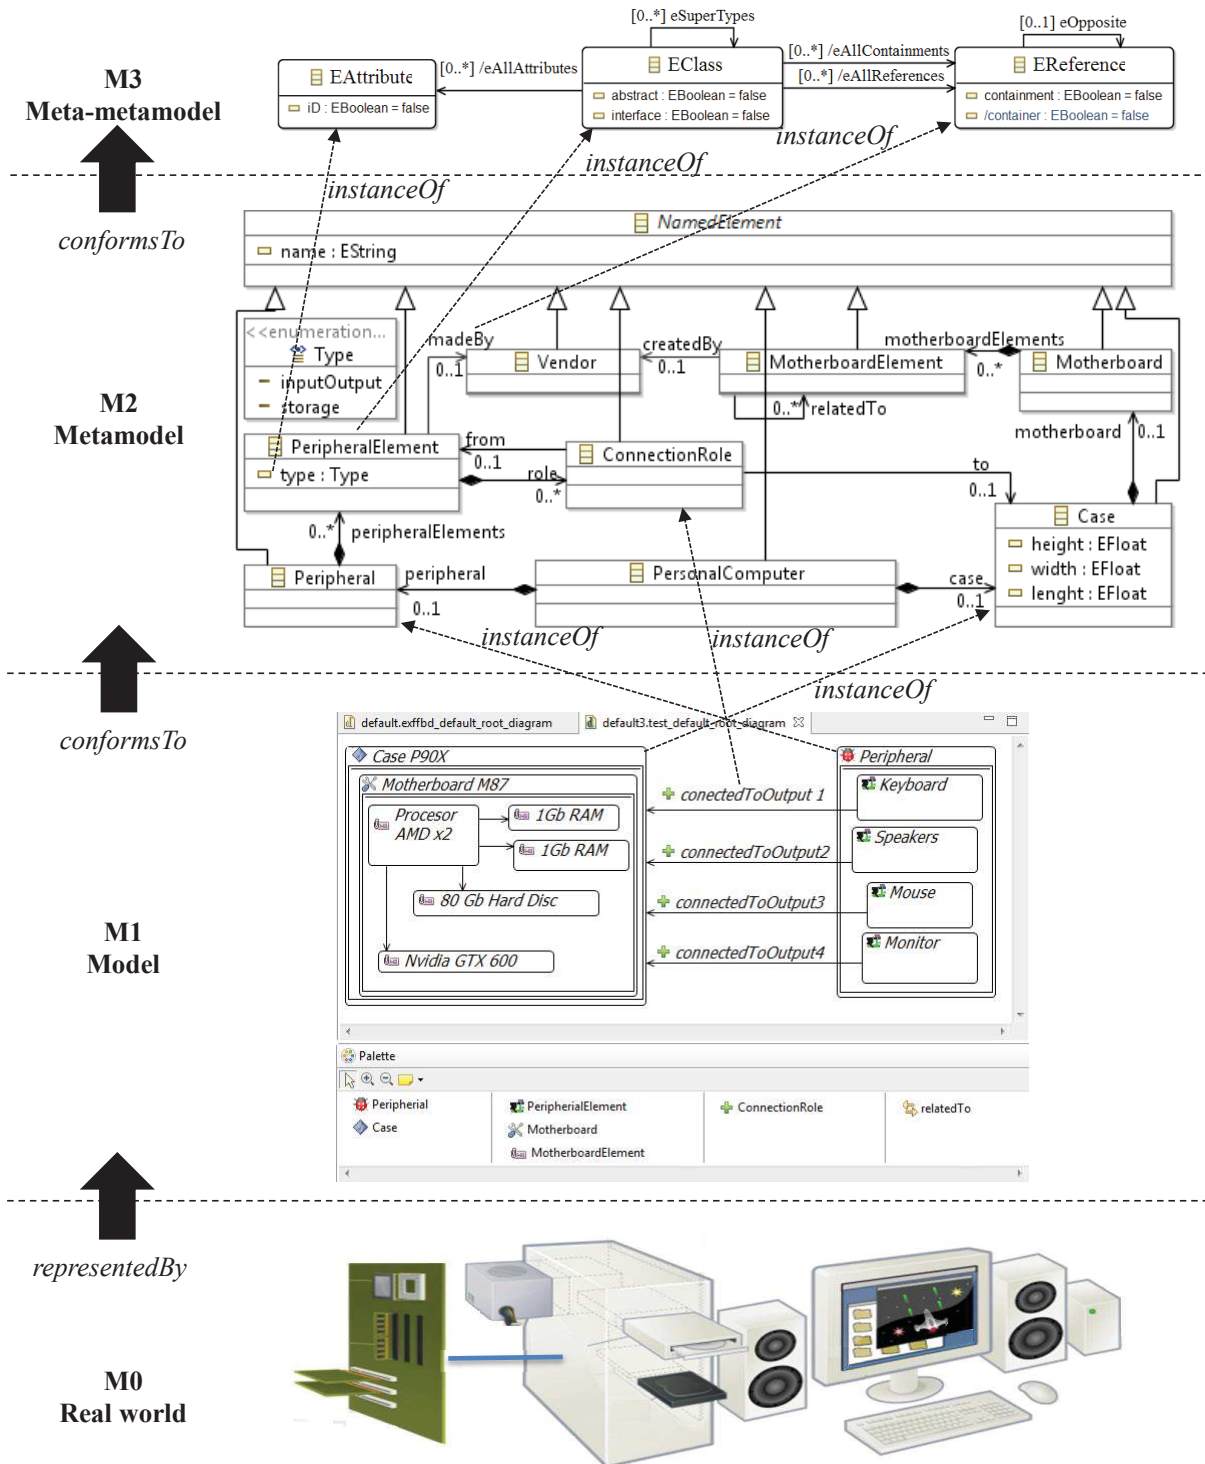 [0..*] eSuperTypes
[0..1] eOpposite
M3
Meta-metamodel
EAttribute
iD : EBoolean = false
[0..*] /eAllAttributes
EClass
abstract : EBoolean = false
interface : EBoolean = false
[0..*] /eAllContainments
[0..*] /eAllReferences
EReference
containment : EBoolean = false
/container : EBoolean = false
instanceOf
instanceOf
instanceOf
conformsTo
NamedElement
name : EString
<<enumeration...
Type
inputOutput
storage
madeBy
0..1
Vendor
createdBy
0..1
MotherboardElement
motherboardElements
0..*
Motherboard
0..*
relatedTo
M2
Metamodel
motherboard
0..1
PeripheralElement
type : Type
from
0..1
role
0..*
ConnectionRole
to
0..1
Case
height : EFloat
width : EFloat
lenght : EFloat
0..*
peripheralElements
Peripheral
peripheral
0..1
PersonalComputer
case
0..1
instanceOf
instanceOf
instanceOf
conformsTo
default.exffbd_default_root_diagram
default3.test_default_root_diagram
Case P90X
Motherboard M87
Procesor
AMD x2
1Gb RAM
1Gb RAM
80 Gb Hard Disc
Nvidia GTX 600
conectedToOutput 1
connectedToOutput2
connectedToOutput3
connectedToOutput4
Peripheral
Keyboard
Speakers
Mouse
Monitor
M1
Model
Palette
Peripherial
Case
PeripherialElement
Motherboard
MotherboardElement
ConnectionRole
relatedTo
representedBy
M0
Real world